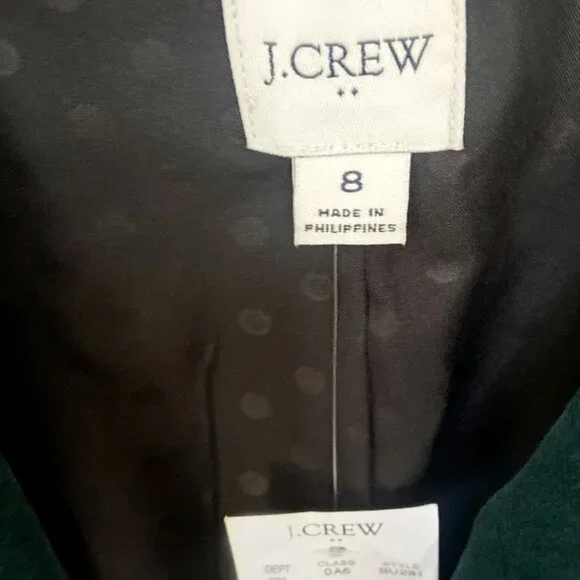 J.CREW
8
MADE IN
PHILIPPINES
J.CREW
DEPT CLASS STYLE
0A6